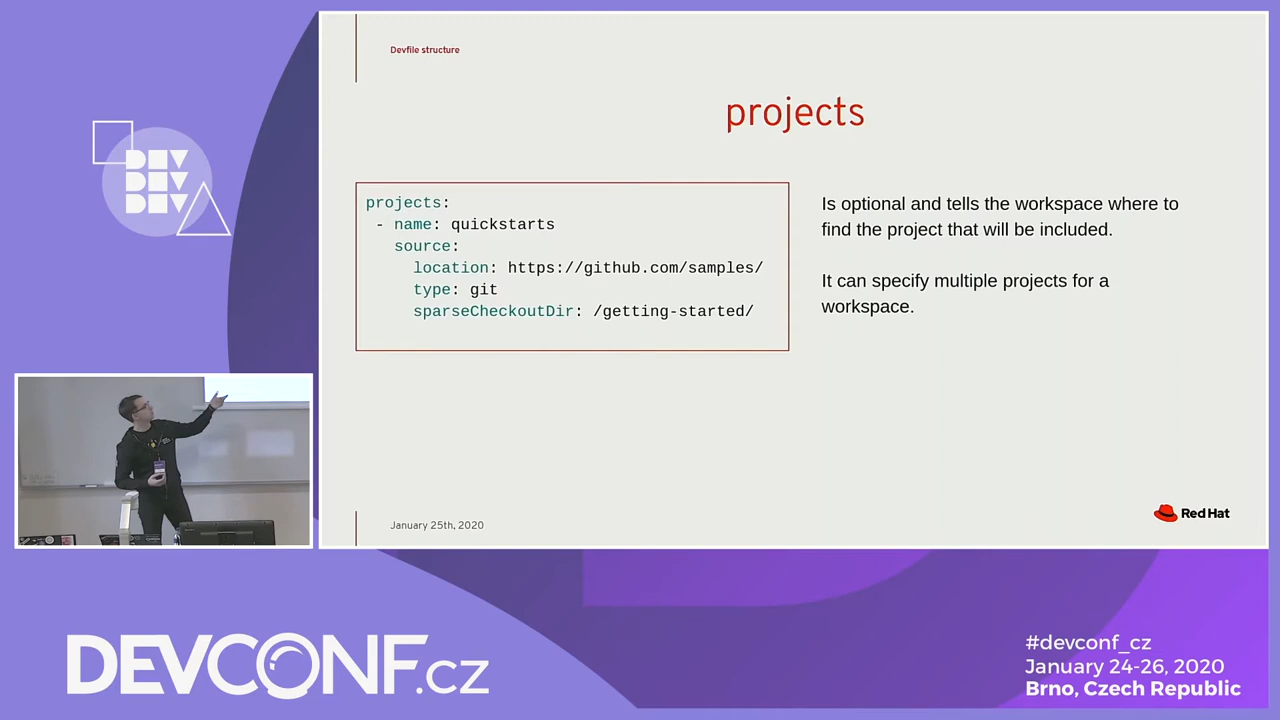 Devfile structure
projects
projects:
- name: quickstarts
source:
location: https://github.com/samples/
type: git
sparseCheckoutDir: /getting-started/
Is optional and tells the workspace where to
find the project that will be included.
It can specify multiple projects for a
workspace.
January 25th, 2020
Red Hat
DEV
DEV
DEV
DEVCONF.cz
#devconf_cz
January 24-26, 2020
Brno, Czech Republic